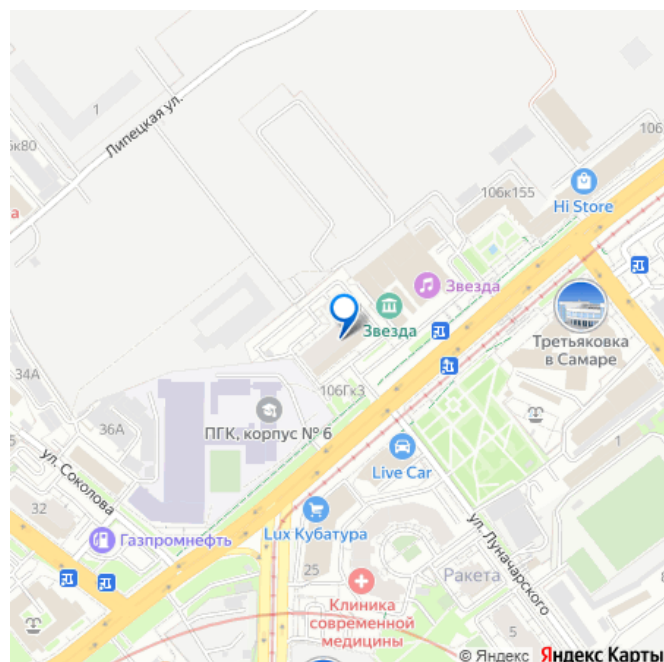 1
Липецкая ул.
6к80
а
106
106к155
Hi Store
Звезда
Звезда
Третьяковка
в Самаре
34А
36А
106Гк3
ПГК, корпус № 6
ул. Соколова
32
Live Car
1
Газпромнефть
Lux Кубатура
ул. Луначарского
25
Ракета
Клиника
современной
медицины
5
© Яндекс Яндекс Карты